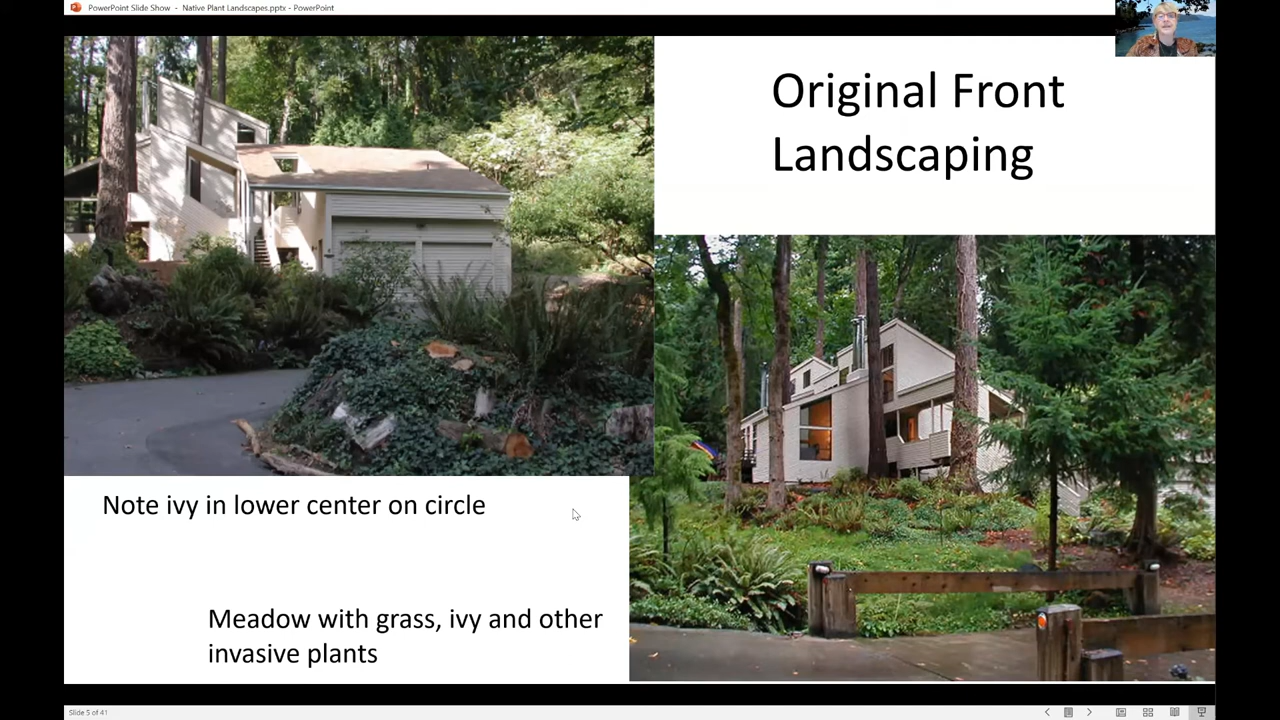 PowerPoint Slide Show - Native Plant Landscapes.pptx - PowerPoint
Original Front
Landscaping
Note ivy in lower center on circle
Meadow with grass, ivy and other
invasive plants
Slide 5 of 41